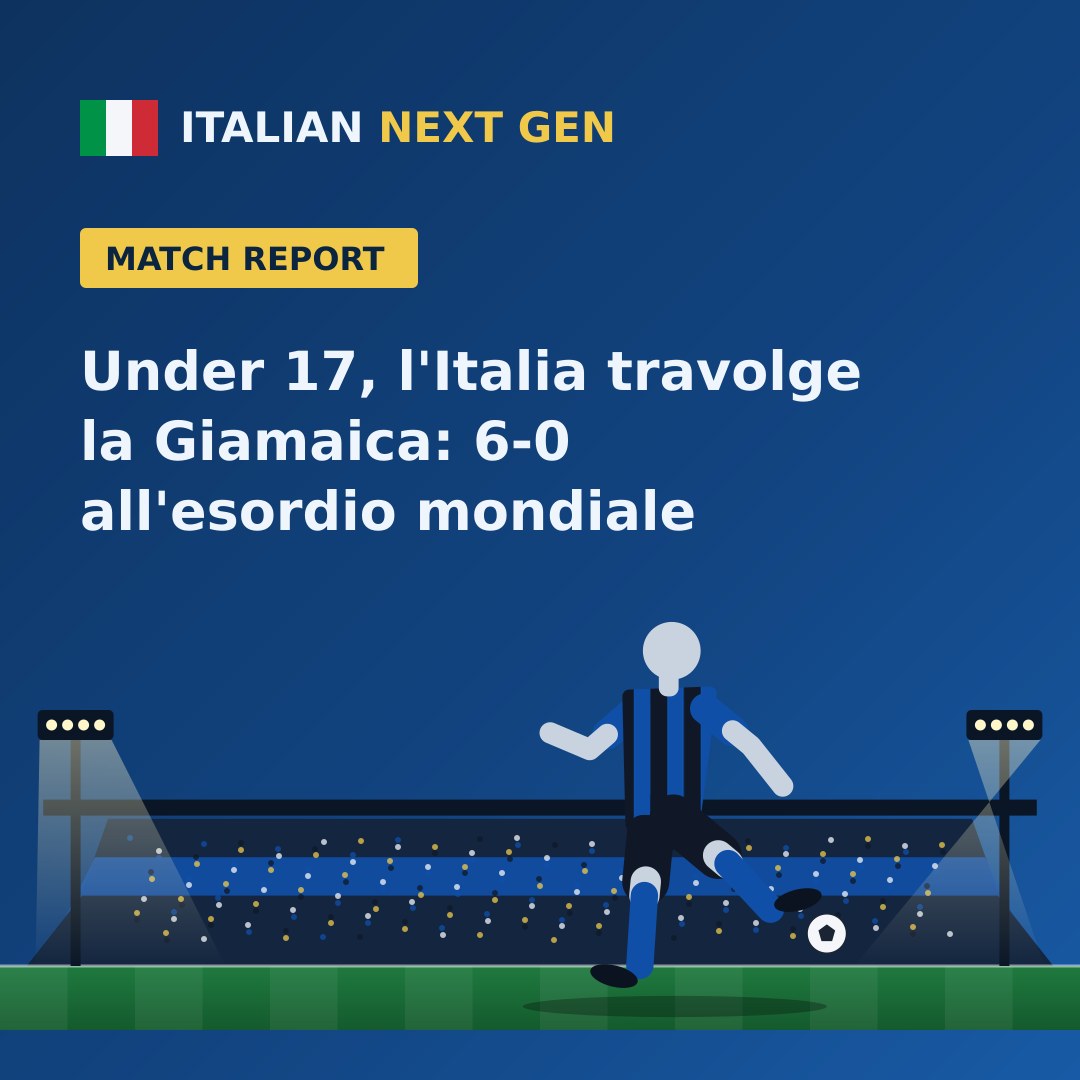 ITALIAN NEXT GEN
MATCH REPORT
Under 17, l'Italia travolge
la Giamaica: 6-0
all'esordio mondiale